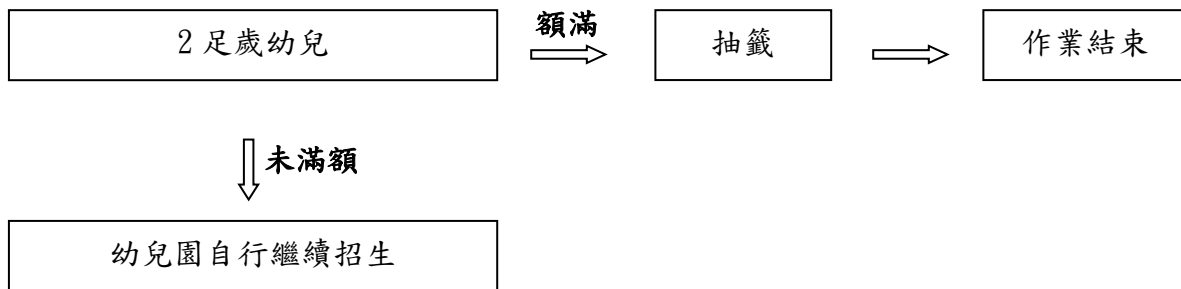 2 足歲幼兒
額滿
抽籤
作業結束
未滿額
幼兒園自行繼續招生